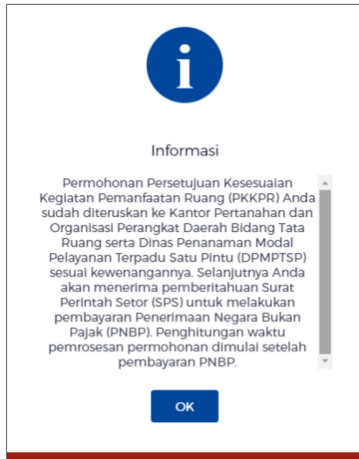 i
Informasi
Permohonan Persetujuan Kesesuaian
Kegiatan Pemanfaatan Ruang (PKKPR) Anda
sudah diteruskan ke Kantor Pertanahan dan
Organisasi Perangkat Daerah Bidang Tata
Ruang serta Dinas Penanaman Modal
Pelayanan Terpadu Satu Pintu (DPMPTSP)
sesuai kewenangannya. Selanjutnya Anda
akan menerima pemberitahuan Surat
Perintah Setor (SPS) untuk melakukan
pembayaran Penerimaan Negara Bukan
Pajak (PNBP). Penghitungan waktu
pemrosesan permohonan dimulai setelah
pembayaran PNBP.
OK